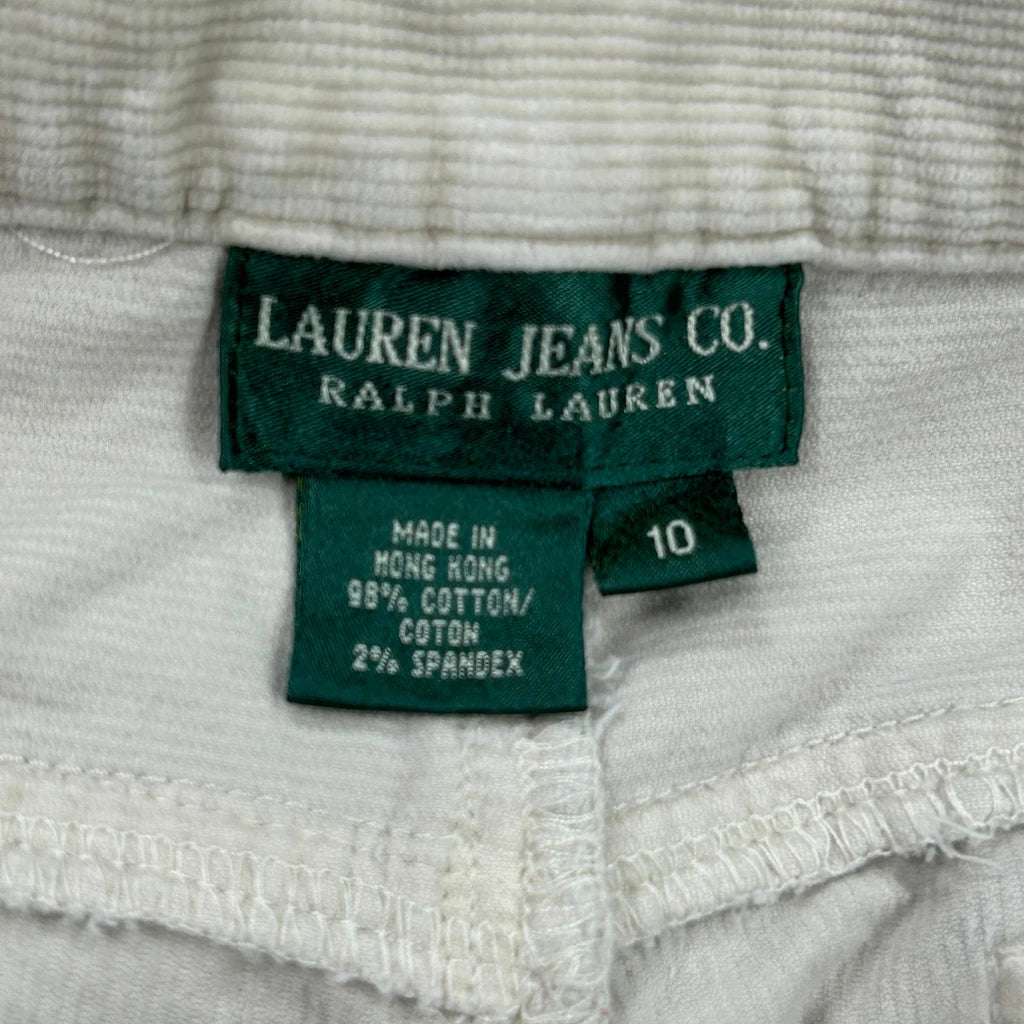 LAUREN JEANS CO.
RALPH LAUREN
MADE IN
HONG KONG
98% COTTON/
COTON
2% SPANDEX
10